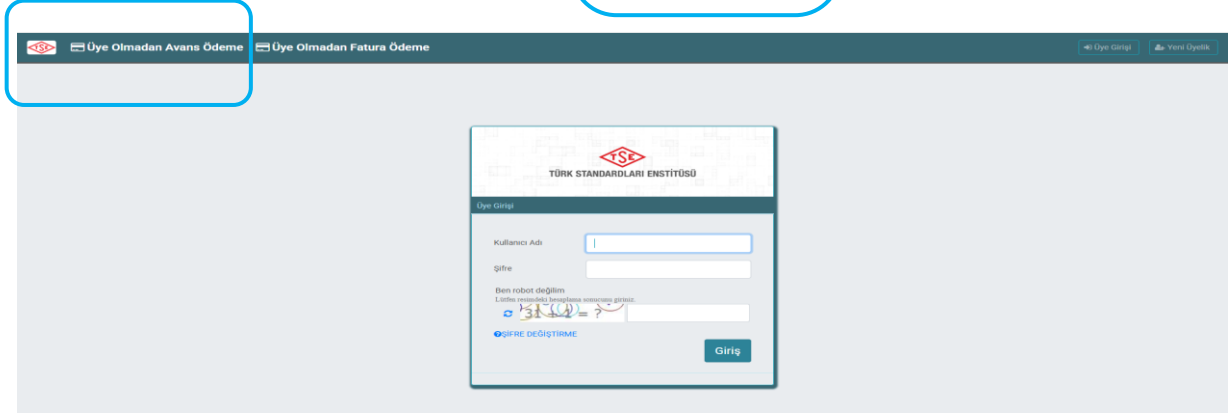 TSE Üye Olmadan Avans Ödeme Üye Olmadan Fatura Ödeme Üye Girişi Yeni Üyelik
TSE
TÜRK STANDARDLARI ENSTİTÜSÜ
Üye Girişi
Kullanıcı Adı
Şifre
Ben robot değilim
Lütfen resimdeki hesaplama sonucunu giriniz.
= ?
ŞİFRE DEĞİŞTİRME
Giriş